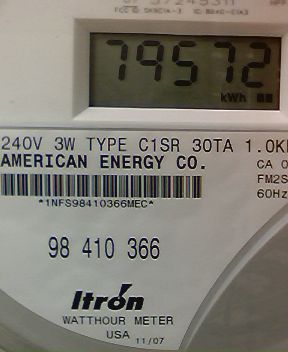 79572
kWh
240V 3W TYPE C1SR 30TA 1.0K
AMERICAN ENERGY CO.
CA
FM2S
60Hz
*1NFS98410366MEC*
98 410 366
Itrón
WATTHOUR METER
USA 11/07